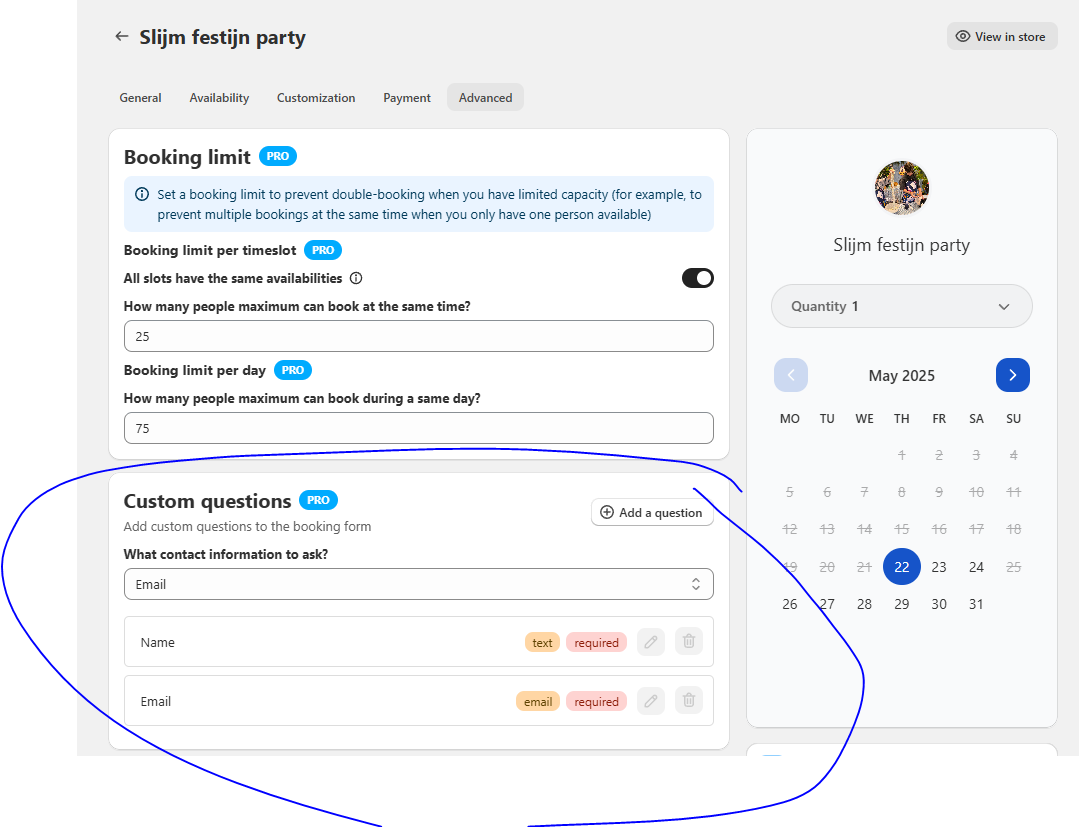 Slijm festijn party
View in store
General Availability Customization Payment Advanced
Booking limit PRO
Set a booking limit to prevent double-booking when you have limited capacity (for example, to
prevent multiple bookings at the same time when you only have one person available)
Booking limit per timeslot PRO
All slots have the same availabilities
How many people maximum can book at the same time?
25
Booking limit per day PRO
How many people maximum can book during a same day?
75
Custom questions PRO
Add custom questions to the booking form
Add a question
What contact information to ask?
Email
Name text required
Email email required
Slijm festijn party
Quantity 1
May 2025
MO TU WE TH FR SA SU
1 2 3 4
5 6 7 8 9 10 11
12 13 14 15 16 17 18
19 20 21 22 23 24 25
26 27 28 29 30 31